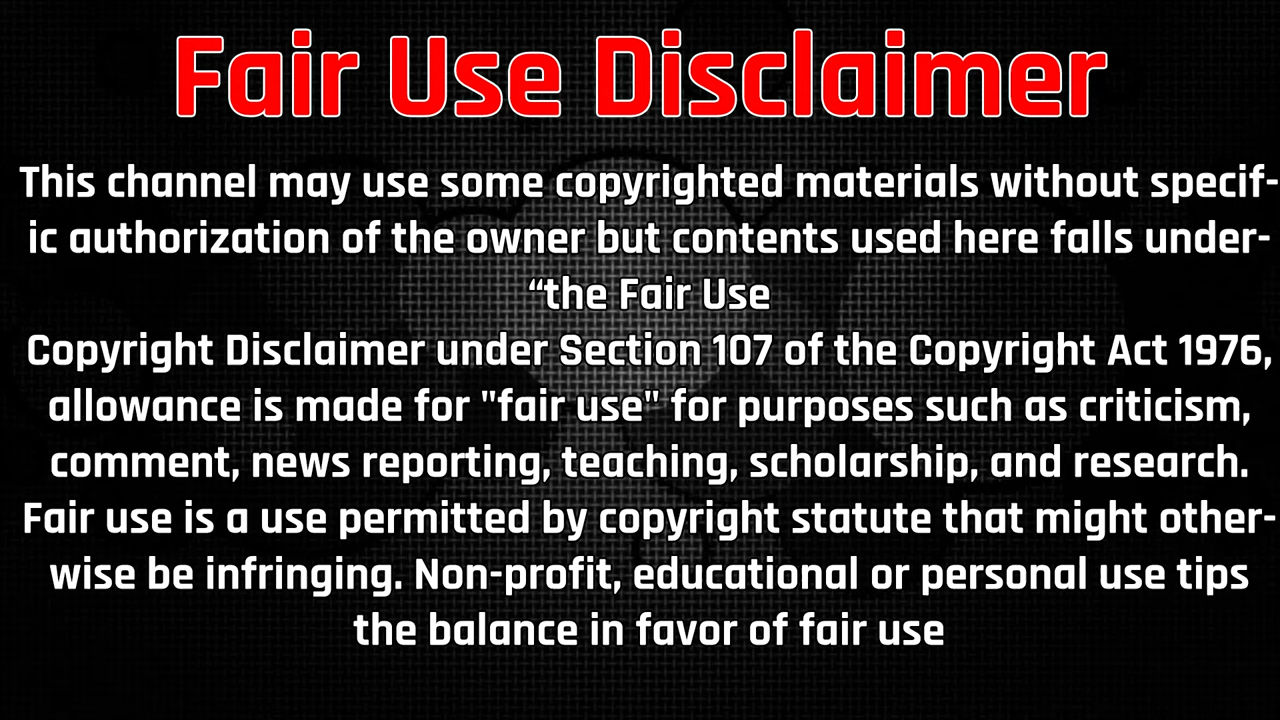 Fair Use Disclaimer
This channel may use some copyrighted materials without specif-
ic authorization of the owner but contents used here falls under-
“the Fair Use
Copyright Disclaimer under Section 107 of the Copyright Act 1976,
allowance is made for "fair use" for purposes such as criticism,
comment, news reporting, teaching, scholarship, and research.
Fair use is a use permitted by copyright statute that might other-
wise be infringing. Non-profit, educational or personal use tips
the balance in favor of fair use